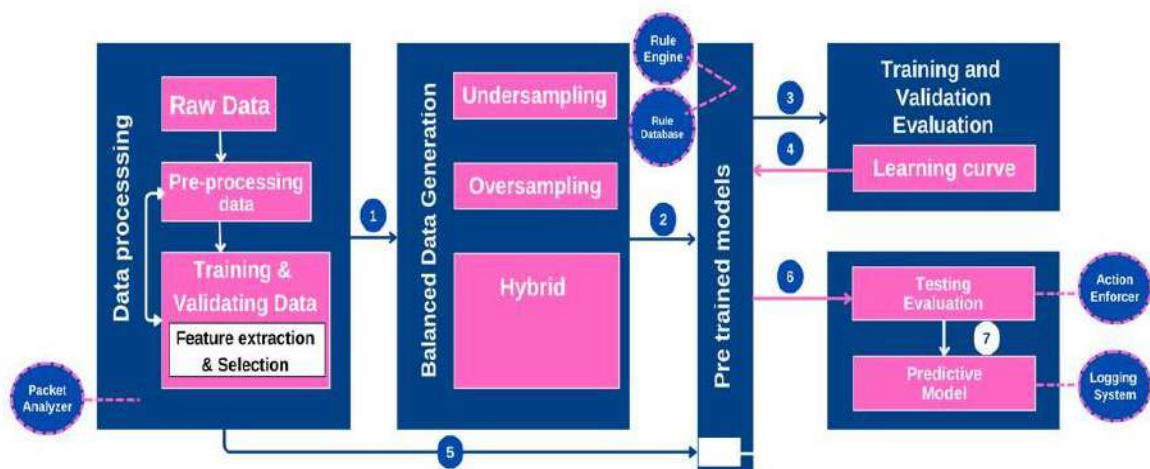 Data processsing
Raw Data
Pre-processing
data
Training &
Validating Data
Feature extraction
& Selection
Packet
Analyzer
1
Balanced Data Generation
Undersampling
Oversampling
Hybrid
2
5
Rule
Engine
Rule
Database
Pre trained models
3
4
6
Training and
Validation
Evaluation
Learning curve
Testing
Evaluation
7
Predictive
Model
Action
Enforcer
Logging
System